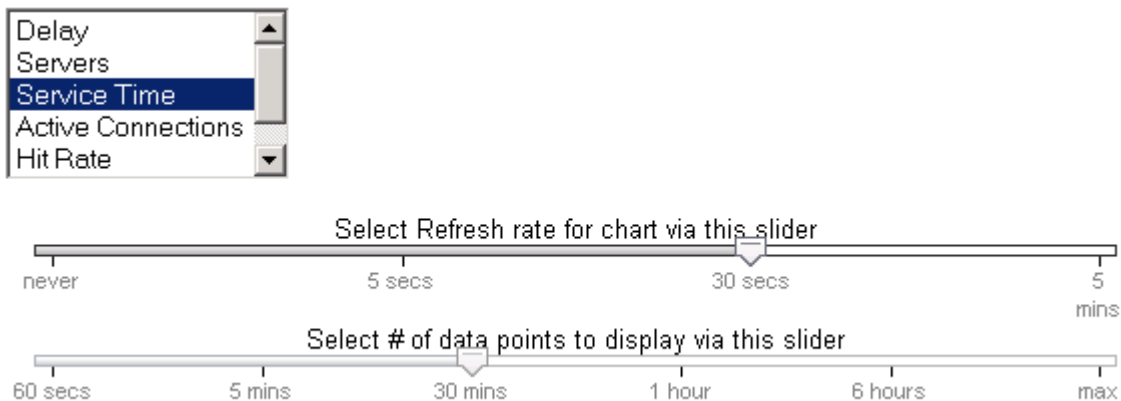 Delay
Servers
Service Time
Active Connections
Hit Rate
Select Refresh rate for chart via this slider
never 5 secs 30 secs 5 mins
Select # of data points to display via this slider
60 secs 5 mins 30 mins 1 hour 6 hours max